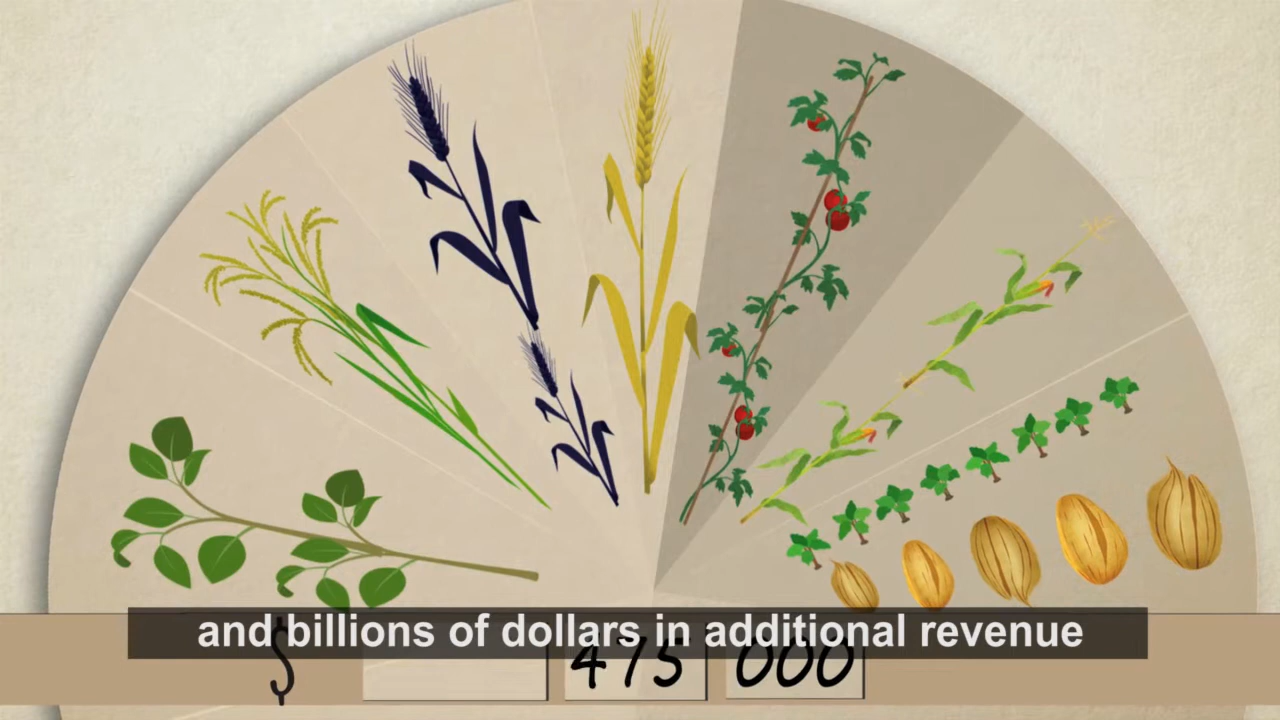 and billions of dollars in additional revenue
$ 475 000